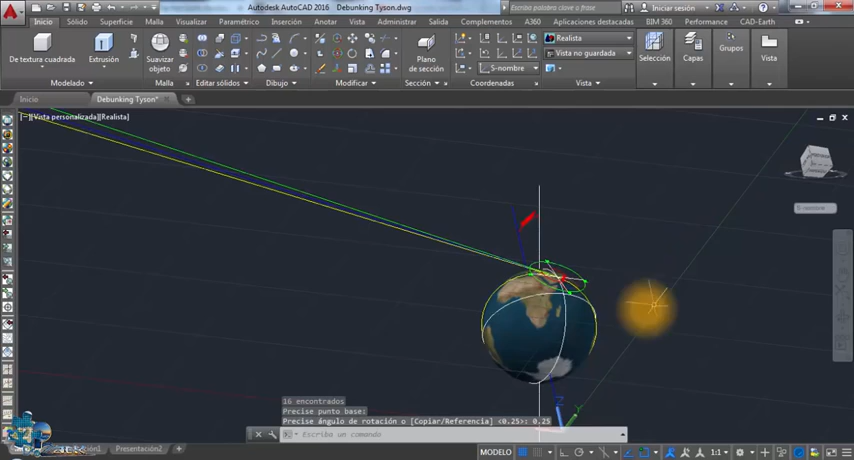 Autodesk AutoCAD 2016 Debunking Tyson.dwg
Escriba palabra clave o frase
Iniciar sesión
Inicio Sólido Superficie Malla Visualizar Paramétrico Inserción Anotar Vista Administrar Salida Complementos A360 Aplicaciones destacadas BIM 360 Performance CAD-Earth
De textura cuadrada
Extrusión
Suavizar objeto
Plano de sección
S-nombre
Realista
Vista no guardada
Selección
Capas
Grupos
Vista
Modelado Malla Editar sólidos Dibujo Modificar Sección Coordenadas Vista
Inicio Debunking Tyson*
[−][Vista personalizada][Realista]
S-nombre
Z
Y
16 encontrados
Precise punto base:
Precise ángulo de rotación o [Copiar/Referencia] <0.25>: 0.25
Escriba un comando
Presentación2
MODELO
1:1